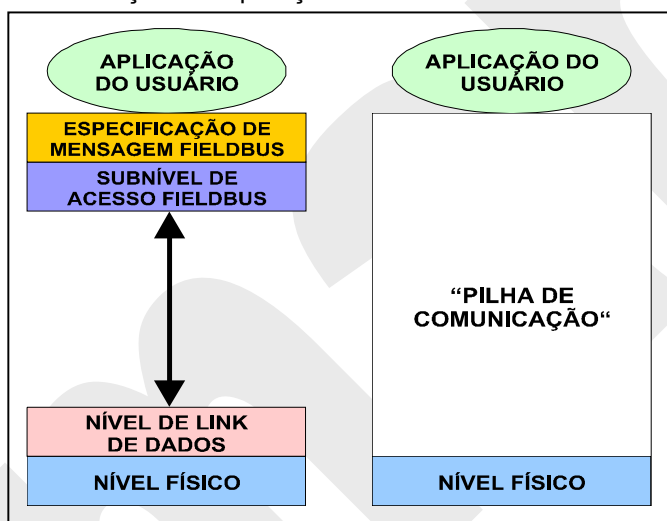 APLICAÇÃO
DO USUÁRIO
ESPECIFICAÇÃO DE
MENSAGEM FIELDBUS
SUBNÍVEL DE
ACESSO FIELDBUS
NÍVEL DE LINK
DE DADOS
NÍVEL FÍSICO
APLICAÇÃO DO
USUÁRIO
“PILHA DE
COMUNICAÇÃO“
NÍVEL FÍSICO